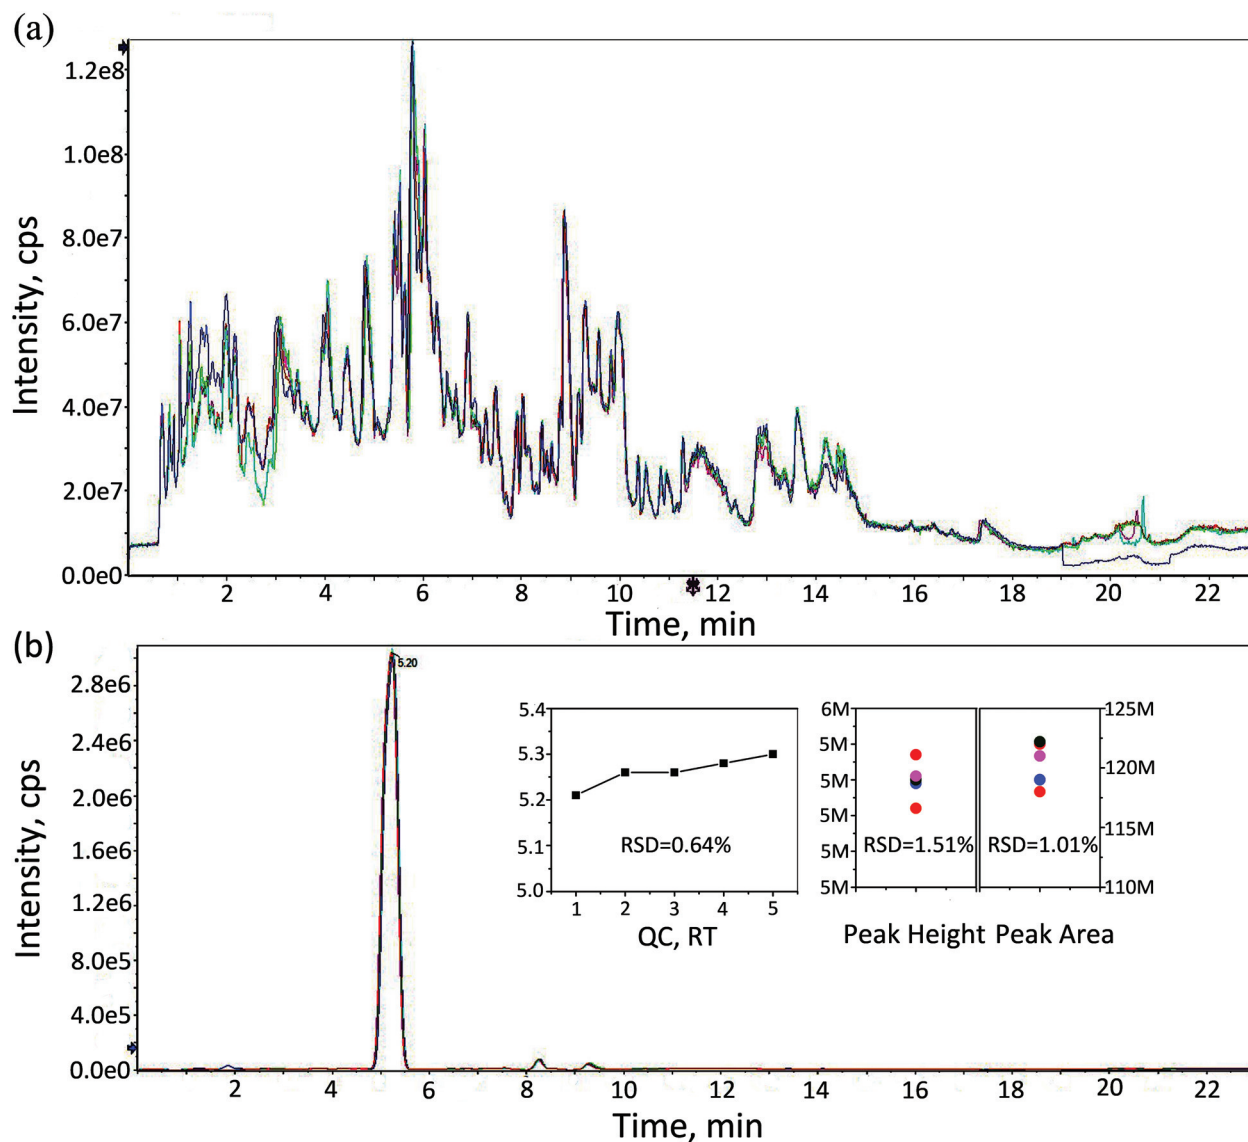 (a)
Intensity, cps
1.2e8
1.0e8
8.0e7
6.0e7
4.0e7
2.0e7
0.0e0
2 4 6 8 10 12 14 16 18 20 22
Time, min
(b)
Intensity, cps
2.8e6
2.4e6
2.0e6
1.6e6
1.2e6
8.0e5
4.0e5
0.0e0
5.20
2 4 6 8 10 12 14 16 18 20 22
Time, min
5.4
5.3
5.2
5.1
5.0
RSD=0.64%
1 2 3 4 5
QC, RT
6M
5M
5M
5M
5M
5M
RSD=1.51%
Peak Height
125M
120M
115M
110M
RSD=1.01%
Peak Area